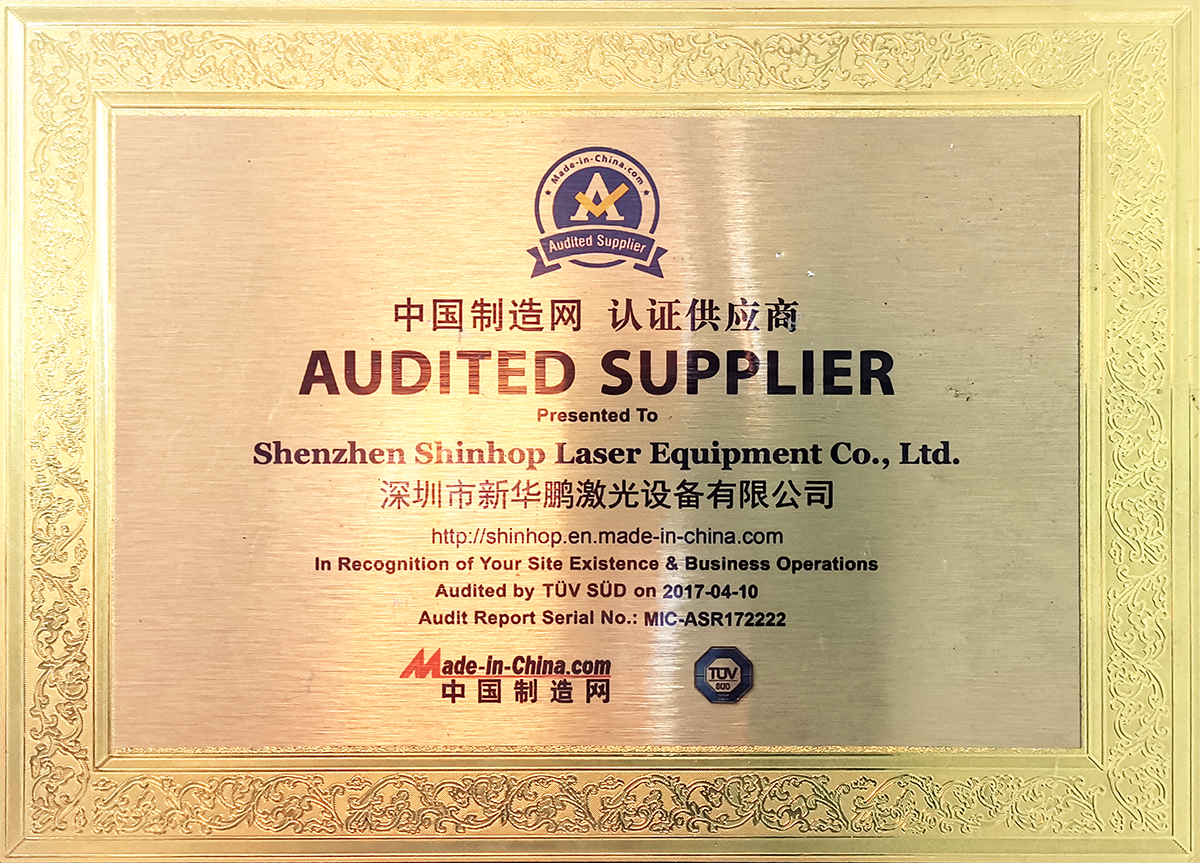 Made-in-China.com
A
Audited Supplier
中国制造网 认证供应商
AUDITED SUPPLIER
Presented To
Shenzhen Shinhop Laser Equipment Co., Ltd.
深圳市新华鹏激光设备有限公司
http://shinhop.en.made-in-china.com
In Recognition of Your Site Existence & Business Operations
Audited by TÜV SÜD on 2017-04-10
Audit Report Serial No.: MIC-ASR172222
Made-in-China.com
中国制造网
TÜV
SÜD